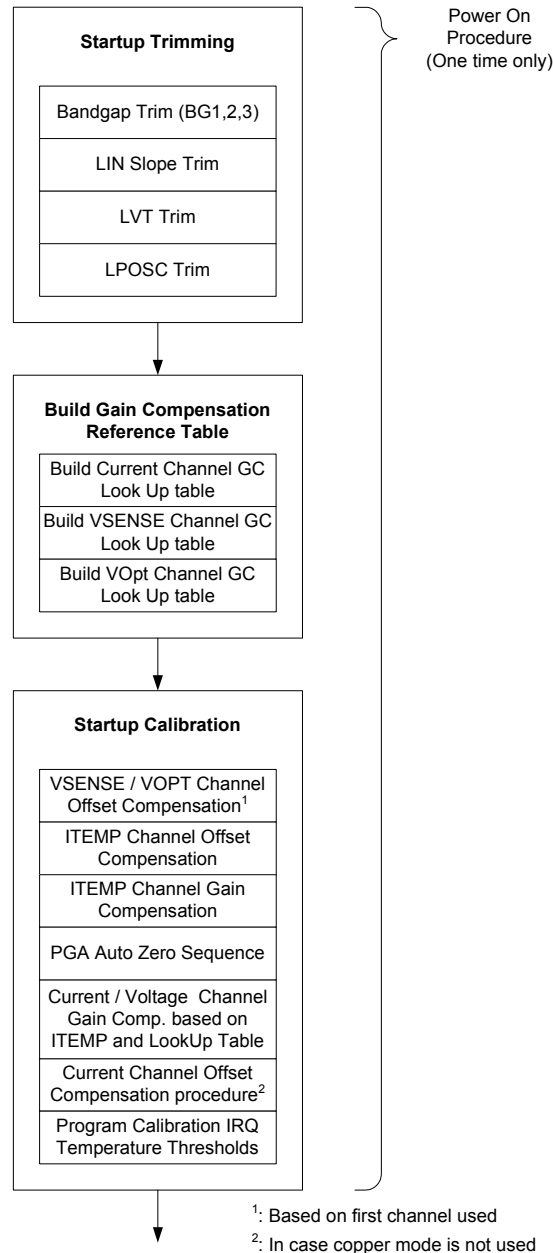 Startup Trimming
Bandgap Trim (BG1,2,3)
LIN Slope Trim
LVT Trim
LPOSC Trim
Power On
Procedure
(One time only)
Build Gain Compensation
Reference Table
Build Current Channel GC
Look Up table
Build VSENSE Channel GC
Look Up table
Build VOpt Channel GC
Look Up table
Startup Calibration
VSENSE / VOPT Channel
Offset Compensation¹
ITEMP Channel Offset
Compensation
ITEMP Channel Gain
Compensation
PGA Auto Zero Sequence
Current / Voltage Channel
Gain Comp. based on
ITEMP and LookUp Table
Current Channel Offset
Compensation procedure²
Program Calibration IRQ
Temperature Thresholds
¹: Based on first channel used
²: In case copper mode is not used